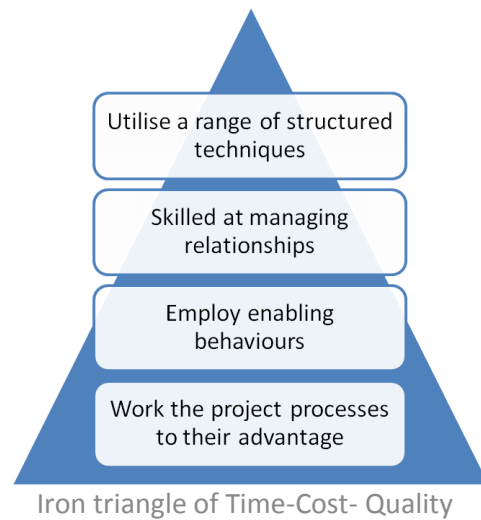 Utilise a range of structured
techniques
Skilled at managing
relationships
Employ enabling
behaviours
Work the project processes
to their advantage
Iron triangle of Time-Cost- Quality